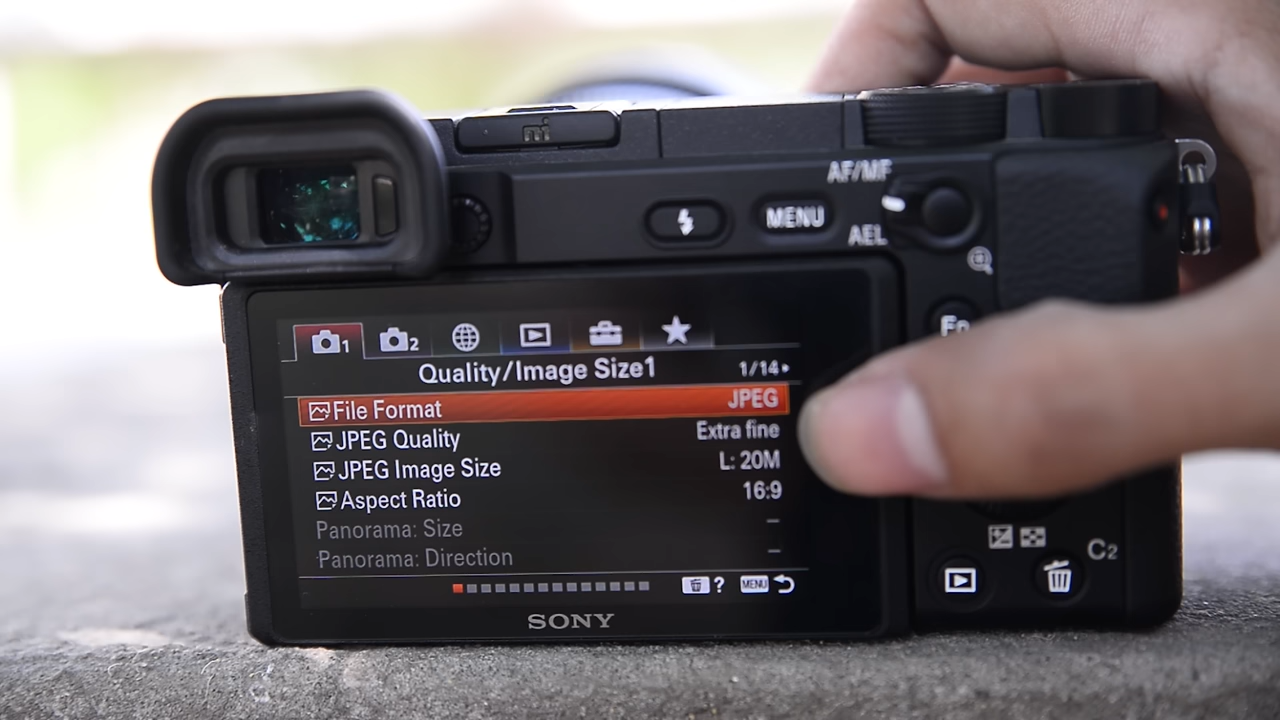 mi
AF/MF
MENU
AEL
Fn
1
2
Quality/Image Size1
1/14
File Format JPEG
JPEG Quality Extra fine
JPEG Image Size L: 20M
Aspect Ratio 16:9
Panorama: Size –
Panorama: Direction –
? MENU
C2
SONY